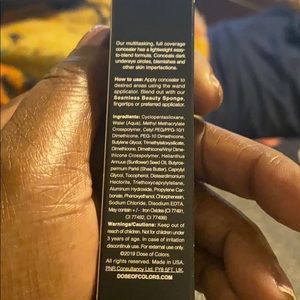 Our multitasking, full coverage
concealer has a lightweight easy-
to-blend formula. Conceals dark
undereye circles, blemishes and
other skin imperfections.
How to use: Apply concealer to
desired areas using the wand
applicator. Blend out with our
Seamless Beauty Sponge,
fingertips or preferred applicator.
Ingredients: Cyclopentasiloxane,
Water (Aqua), Methyl Methacrylate
Crosspolymer, Cetyl PEG/PPG-10/1
Dimethicone, PEG-10 Dimethicone,
Butylene Glycol, Trimethylsiloxysilicate,
Dimethicone, Dimethicone/Vinyl Dime-
thicone Crosspolymer, Helianthus
Annuus (Sunflower) Seed Oil, Butyro-
spermum Parkii (Shea Butter), Caprylyl
Glycol, Tocopherol, Disteardimonium
Hectorite, Triethoxycaprylylsilane,
Aluminum Hydroxide, Propylene Car-
bonate, Phenoxyethanol, Chlorphenesin,
Sodium Chloride, Disodium EDTA.
May contain +/-: Iron Oxides (CI 77491,
CI 77492, CI 77499)
Warnings/Cautions: Keep out of
reach of children. Not for children under
3 years of age. In case of irritation
discontinue use. For external use only.
©2019 Dose of Colors
All rights reserved. Made in USA.
PNR Consultancy Ltd, FY8 5FT, UK.
DOSEOFCOLORS.COM